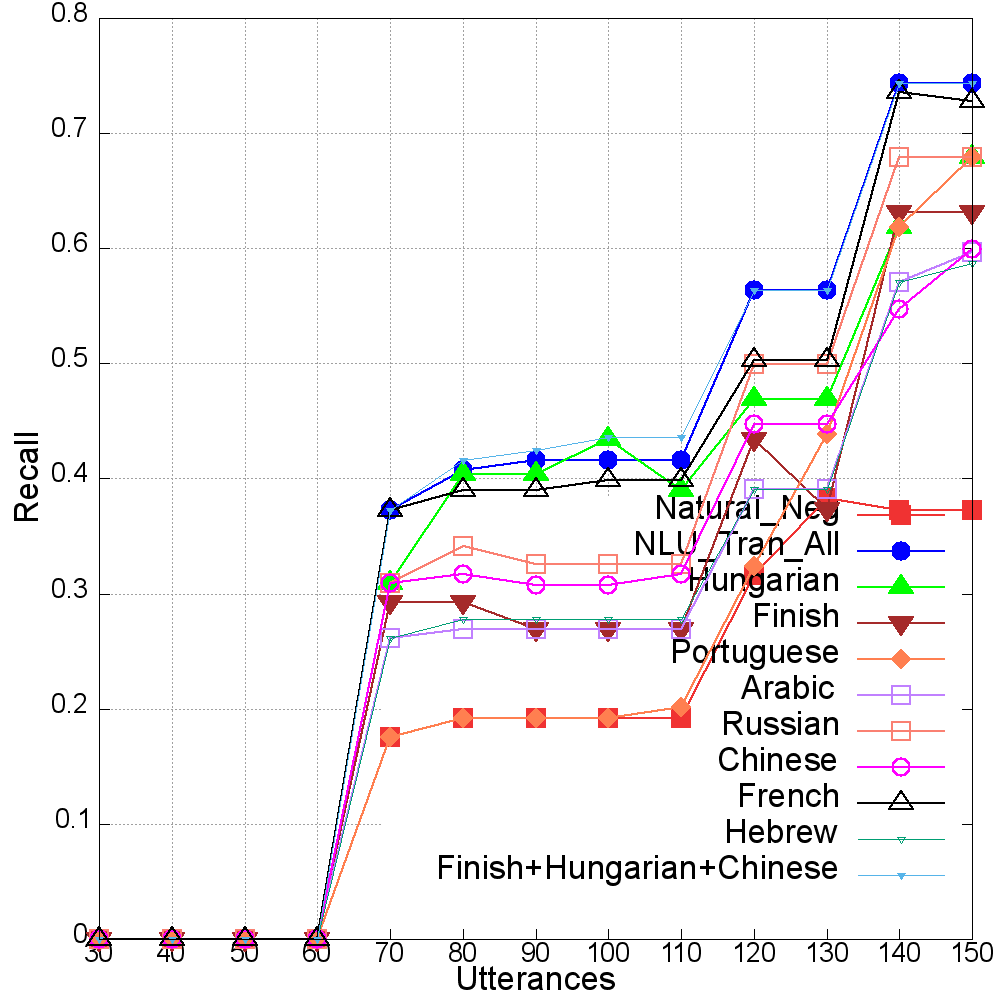 0.8
0.7
0.6
0.5
0.4
0.3
0.2
0.1
0
Recall
Natural_Neg
NLU_Tran_All
Hungarian
Finish
Portuguese
Arabic
Russian
Chinese
French
Hebrew
Finish+Hungarian+Chinese
30 40 50 60 70 80 90 100 110 120 130 140 150
Utterances